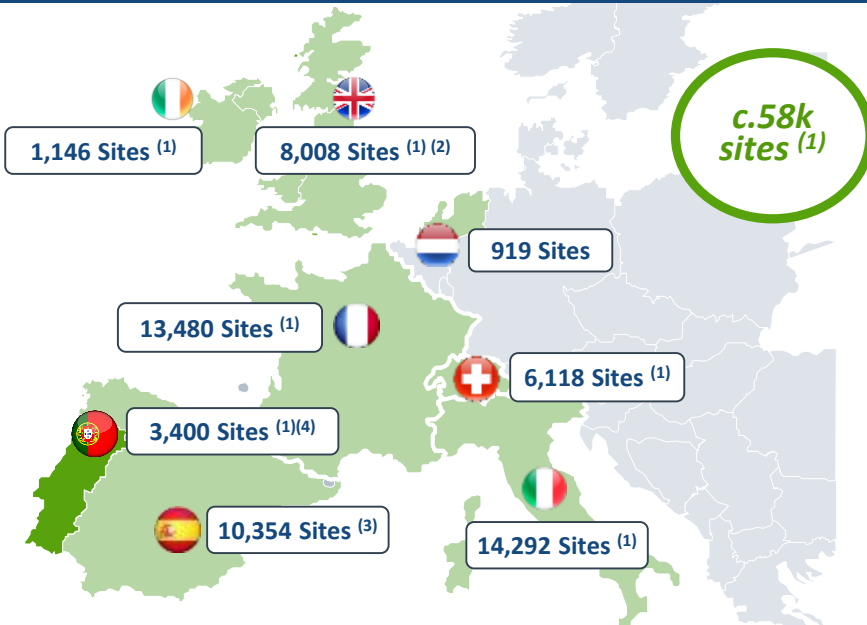 c.58k
sites (1)
1,146 Sites (1)
8,008 Sites (1) (2)
919 Sites
13,480 Sites (1)
6,118 Sites (1)
3,400 Sites (1)(4)
10,354 Sites (3)
14,292 Sites (1)